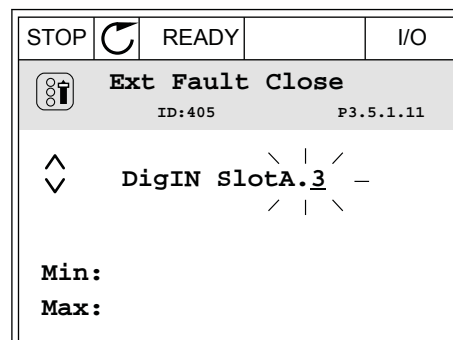 STOP READY I/O
Ext Fault Close
ID:405 P3.5.1.11
DigIN SlotA.3
Min:
Max: